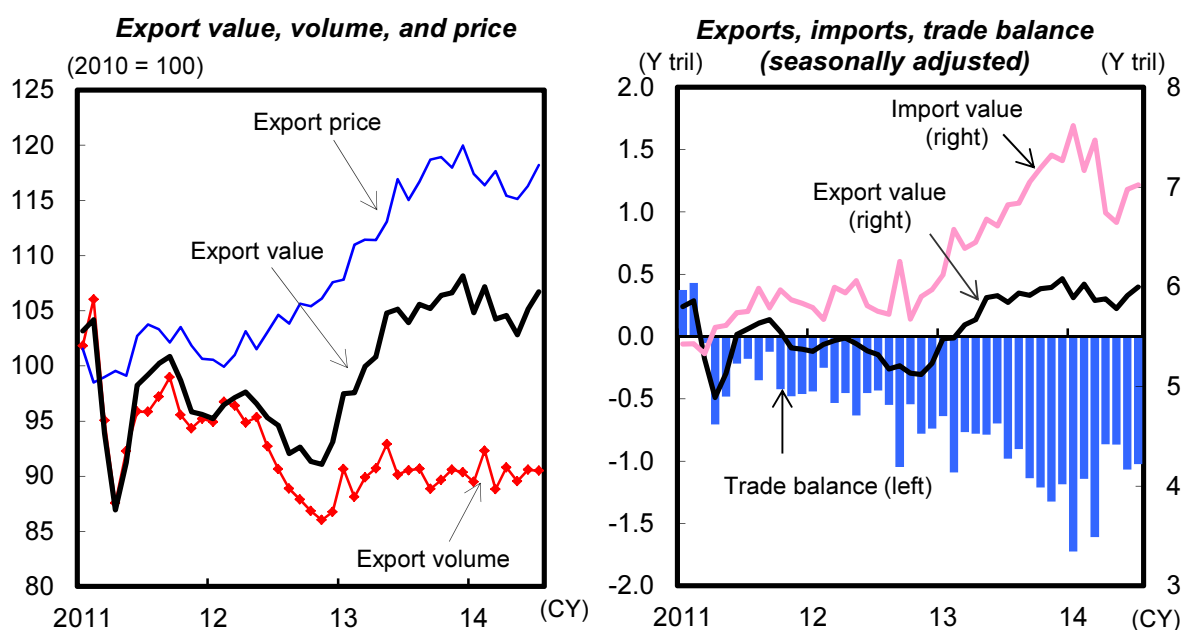 Export value, volume, and price
(2010 = 100)
125
120
115
110
105
100
95
90
85
80
Export price
Export value
Export volume
2011
12
13
14
(CY)
Exports, imports, trade balance
(seasonally adjusted)
(Y tril)
(Y tril)
2.0
1.5
1.0
0.5
0.0
-0.5
-1.0
-1.5
-2.0
8
7
6
5
4
3
Import value
(right)
Export value
(right)
Trade balance (left)
2011
12
13
14
(CY)